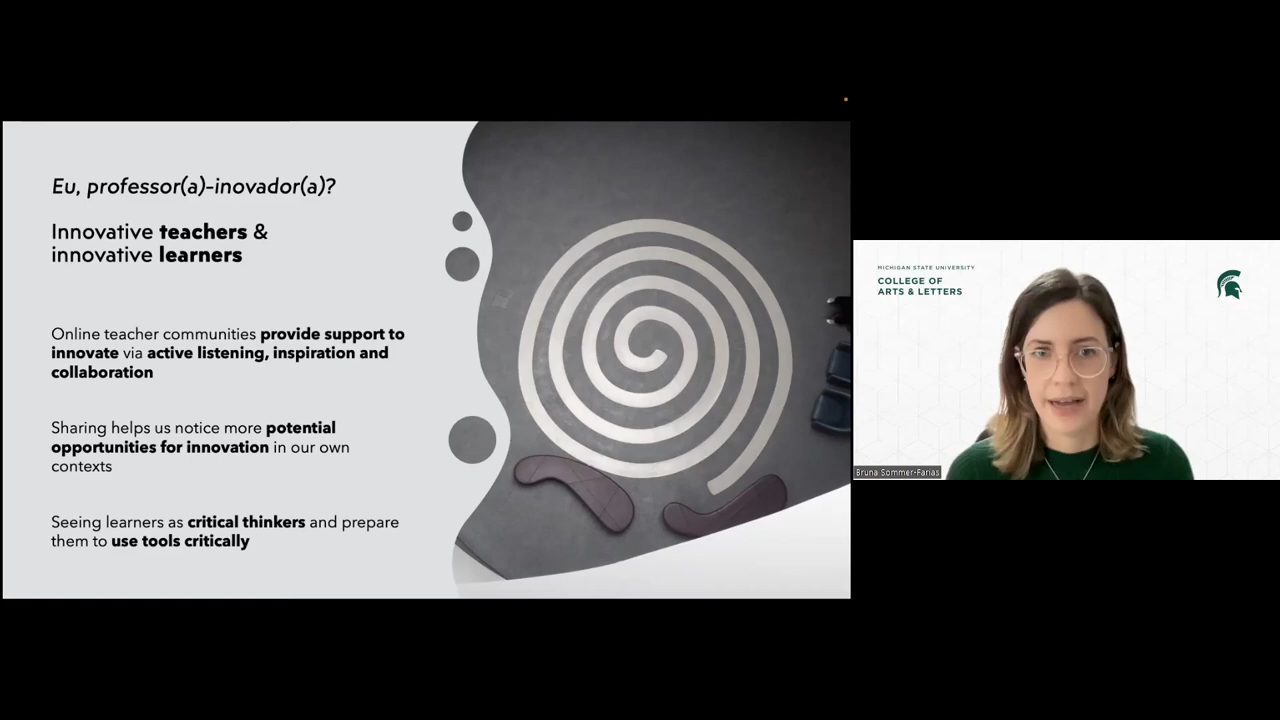 Eu, professor(a)-inovador(a)?
Innovative teachers &
innovative learners
Online teacher communities provide support to
innovate via active listening, inspiration and
collaboration
Sharing helps us notice more potential
opportunities for innovation in our own
contexts
Seeing learners as critical thinkers and prepare
them to use tools critically
MICHIGAN STATE UNIVERSITY
COLLEGE OF
ARTS & LETTERS
Bruna Sommer-Farias